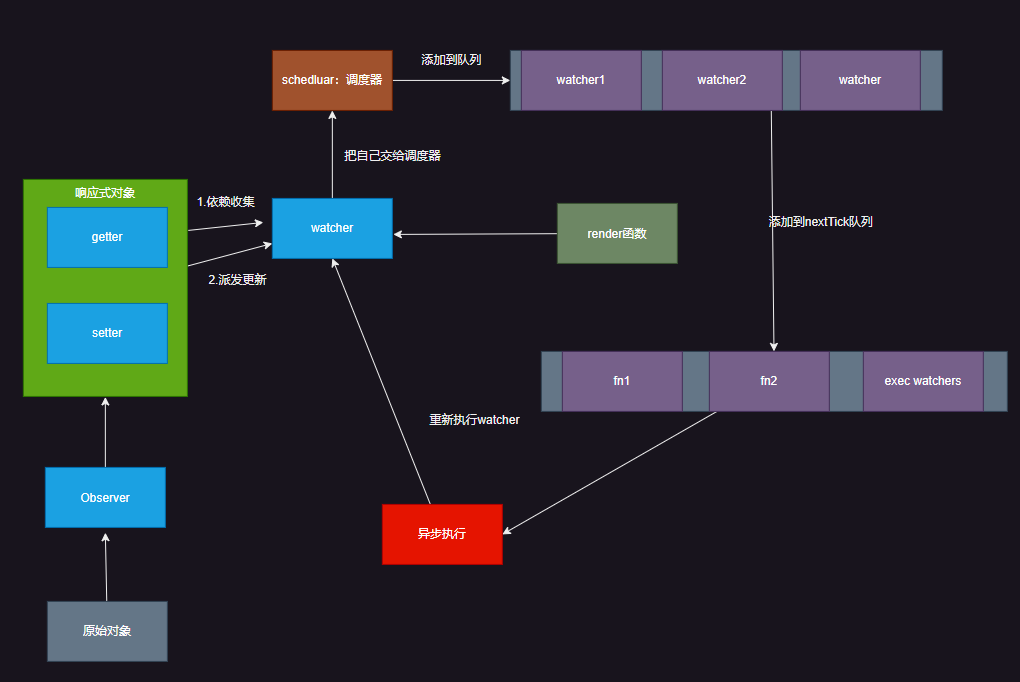 schedluar：调度器
添加到队列
watcher1
watcher2
watcher
把自己交给调度器
响应式对象
getter
setter
1.依赖收集
2.派发更新
watcher
render函数
添加到nextTick队列
fn1
fn2
exec watchers
重新执行watcher
异步执行
Observer
原始对象